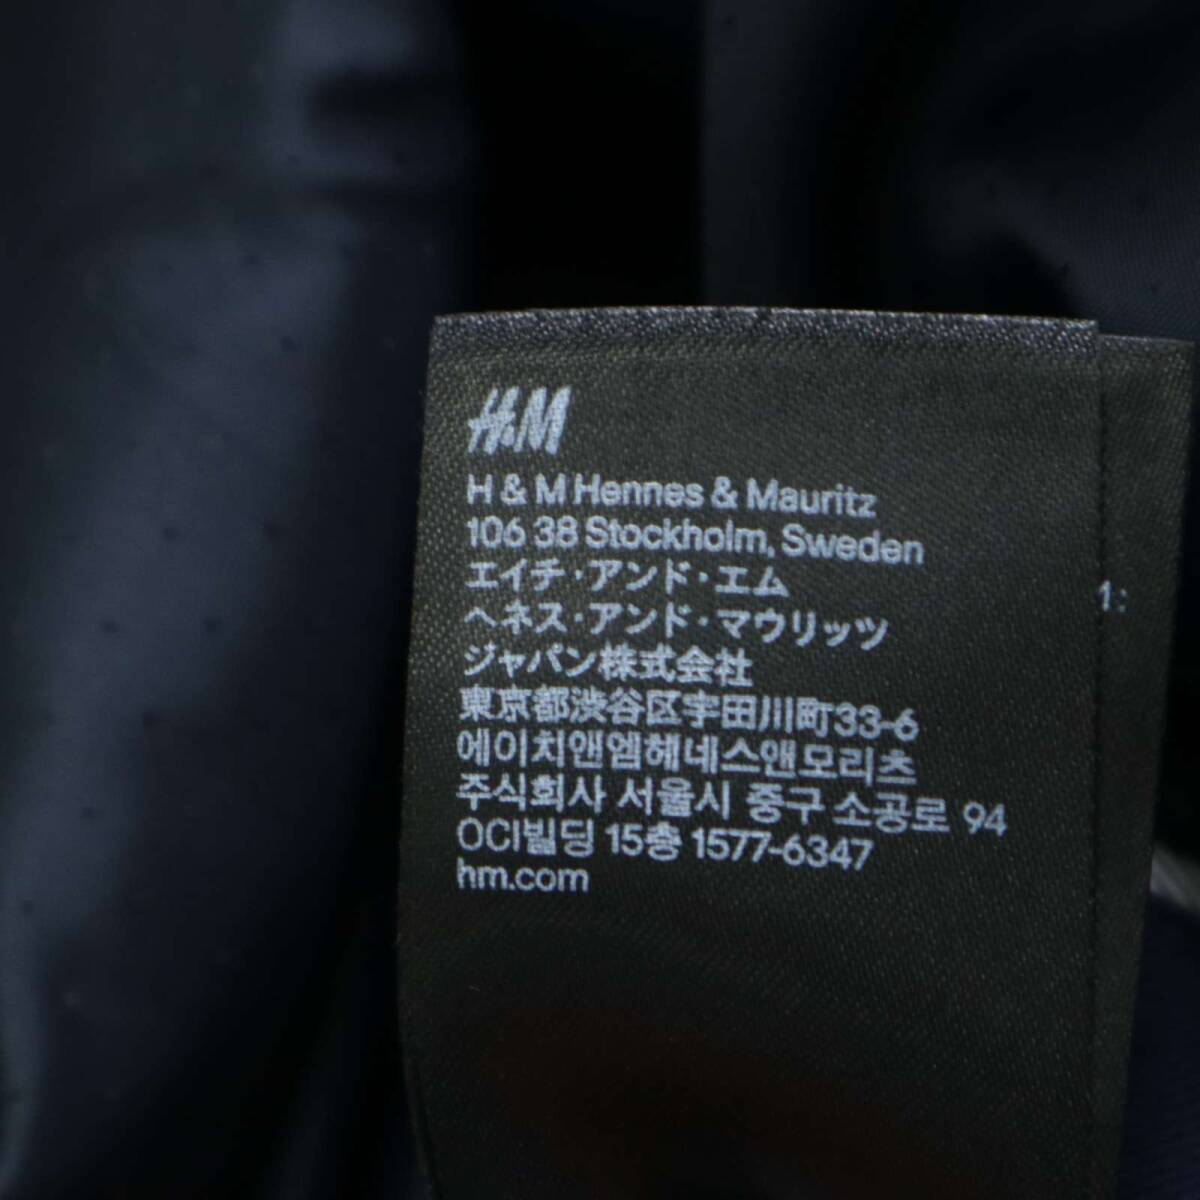 H&M
H & M Hennes & Mauritz
106 38 Stockholm, Sweden
エイチ・アンド・エム
ヘネス・アンド・マウリッツ
ジャパン株式会社
東京都渋谷区宇田川町33-6
에이치앤엠헤네스앤모리츠
주식회사 서울시 중구 소공로 94
OCI빌딩 15층 1577-6347
hm.com
1: